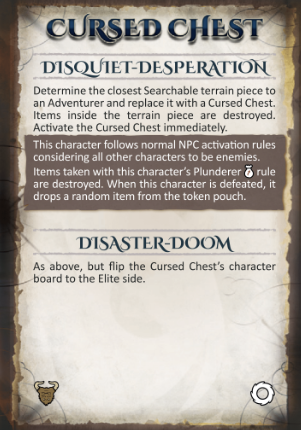 CURSED CHEST
DISQUIET-DESPERATION
Determine the closest Searchable terrain piece to
an Adventurer and replace it with a Cursed Chest.
Items inside the terrain piece are destroyed.
Activate the Cursed Chest immediately.
This character follows normal NPC activation rules
considering all other characters to be enemies.
Items taken with this character's Plunderer rule
are destroyed. When this character is defeated, it
drops a random item from the token pouch.
DISASTER-DOOM
As above, but flip the Cursed Chest's character
board to the Elite side.